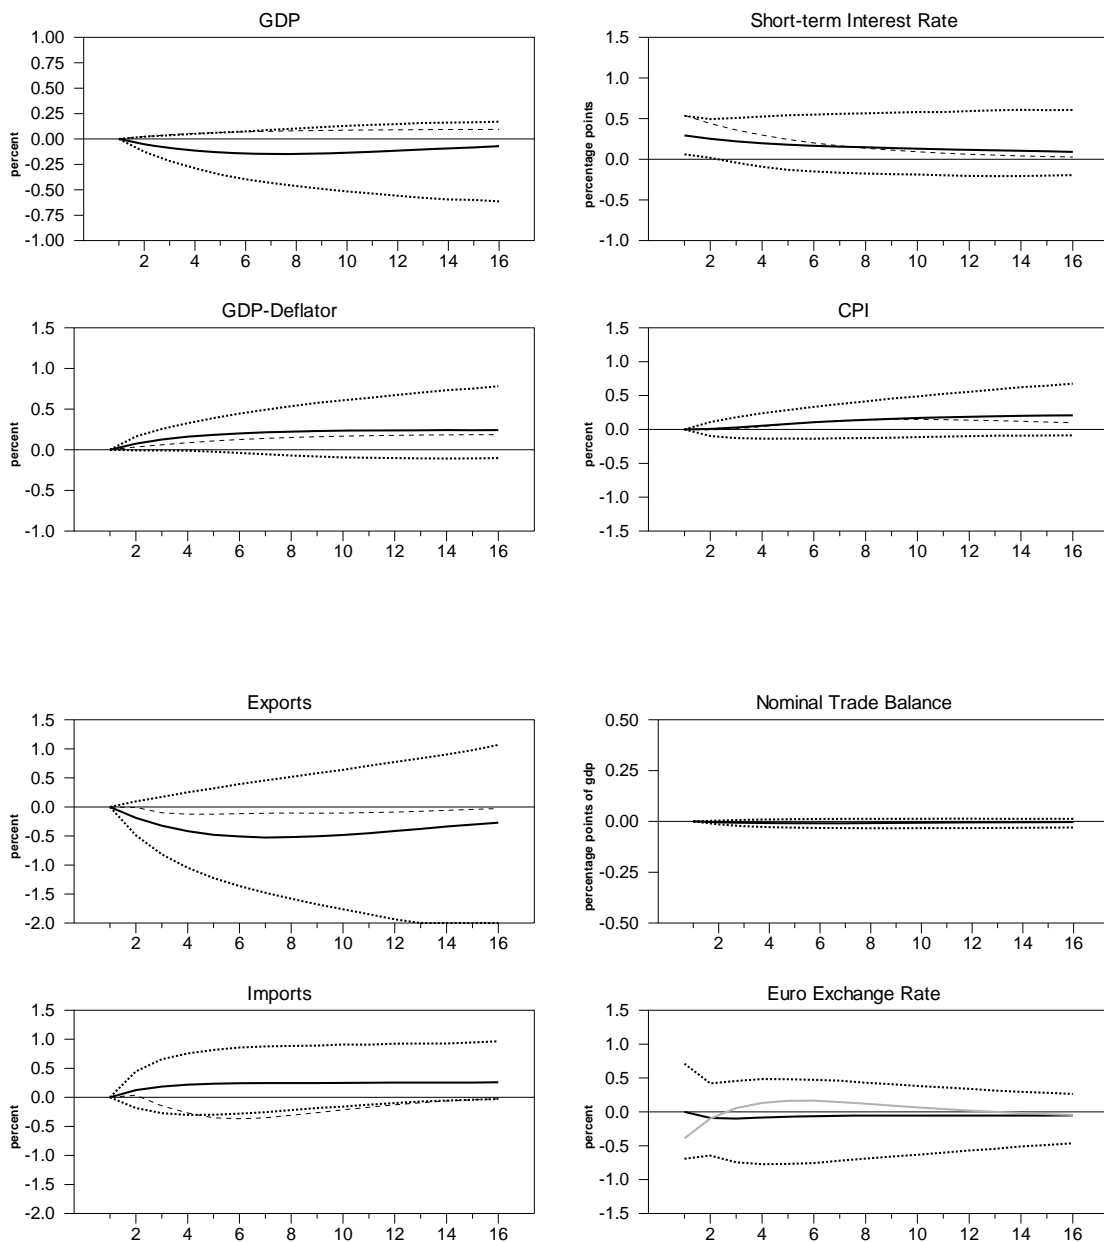 GDP
1.00
0.75
0.50
0.25
0.00
-0.25
-0.50
-0.75
-1.00
percent
2 4 6 8 10 12 14 16
Short-term Interest Rate
1.5
1.0
0.5
0.0
-0.5
-1.0
percentage points
2 4 6 8 10 12 14 16
GDP-Deflator
1.5
1.0
0.5
0.0
-0.5
-1.0
percent
2 4 6 8 10 12 14 16
CPI
1.5
1.0
0.5
0.0
-0.5
-1.0
-1.5
percent
2 4 6 8 10 12 14 16
Exports
1.5
1.0
0.5
0.0
-0.5
-1.0
-1.5
-2.0
percent
2 4 6 8 10 12 14 16
Nominal Trade Balance
0.50
0.25
0.00
-0.25
-0.50
percentage points of gdp
2 4 6 8 10 12 14 16
Imports
1.5
1.0
0.5
0.0
-0.5
-1.0
-1.5
-2.0
percent
2 4 6 8 10 12 14 16
Euro Exchange Rate
1.5
1.0
0.5
0.0
-0.5
-1.0
-1.5
percent
2 4 6 8 10 12 14 16